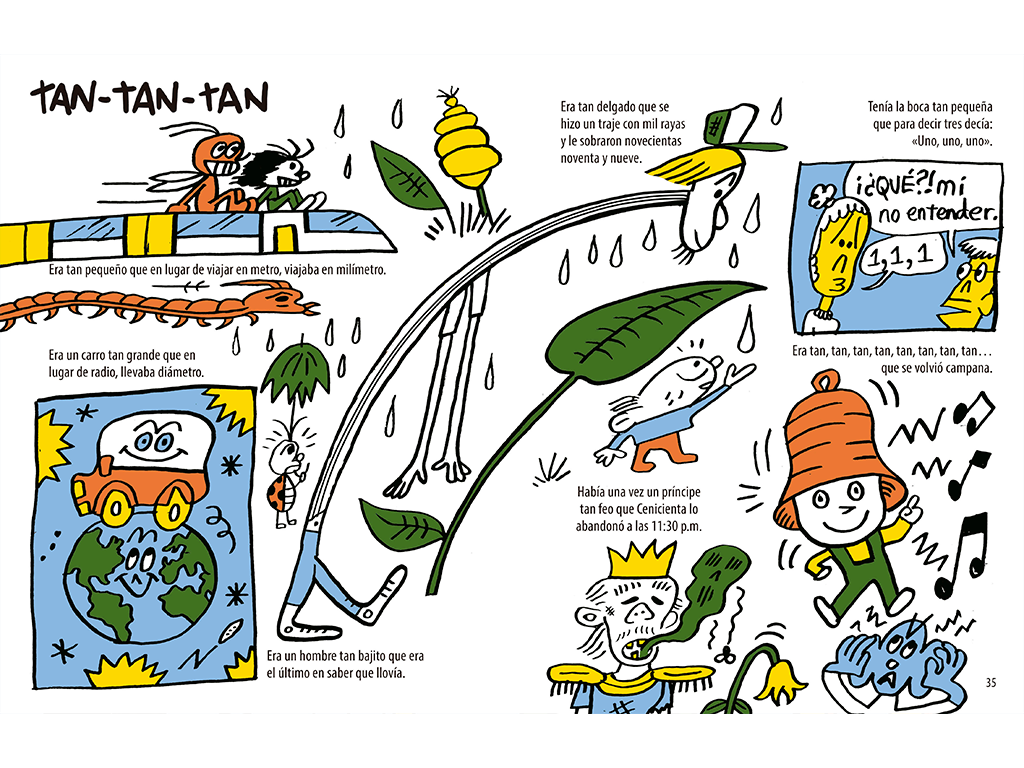 TAN-TAN-TAN
Era tan pequeño que en lugar de viajar en metro, viajaba en milímetro.
Era un carro tan grande que en
lugar de radio, llevaba diámetro.
Era un hombre tan bajito que era
el último en saber que llovía.
Era tan delgado que se
hizo un traje con mil rayas
y le sobraron novecientas
noventa y nueve.
Había una vez un príncipe
tan feo que Cenicienta lo
abandonó a las 11:30 p.m.
Tenía la boca tan pequeña
que para decir tres decía:
«Uno, uno, uno».
¡¿QUÉ?! mí
no entender.
1, 1, 1
Era tan, tan, tan, tan, tan, tan, tan, tan…
que se volvió campana.
35